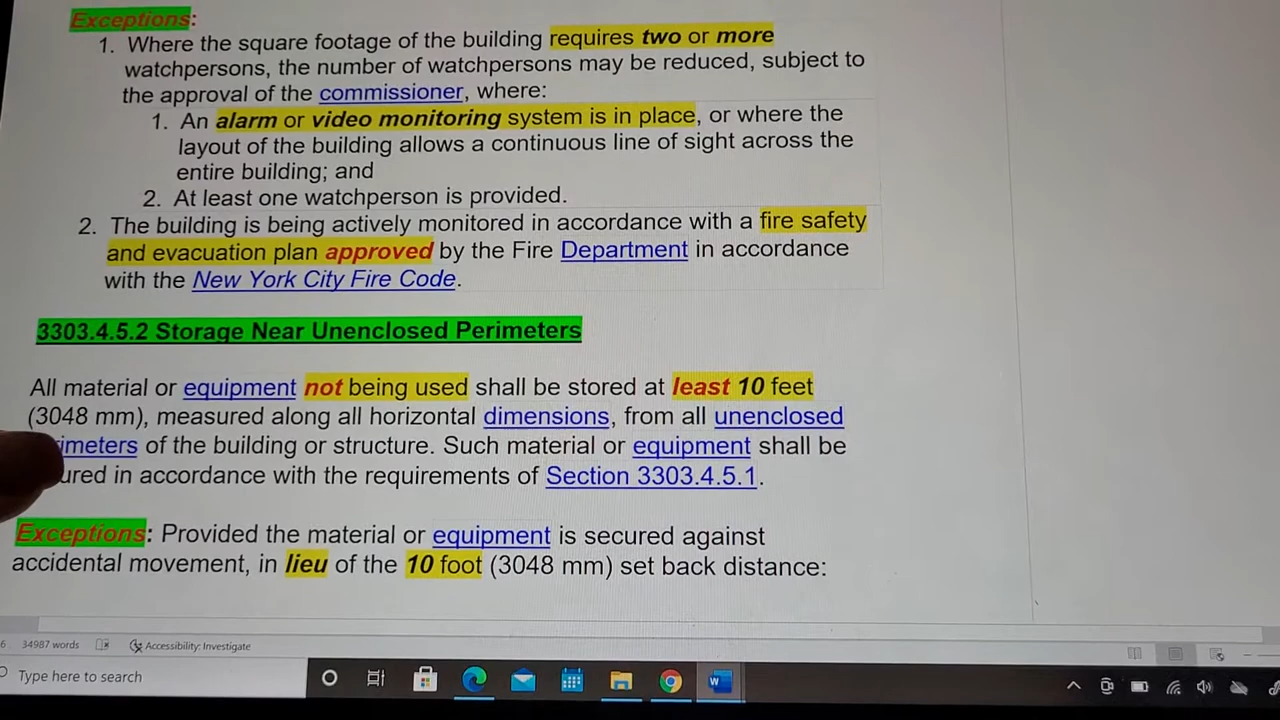 Exceptions:
1. Where the square footage of the building requires two or more
watchpersons, the number of watchpersons may be reduced, subject to
the approval of the commissioner, where:
1. An alarm or video monitoring system is in place, or where the
layout of the building allows a continuous line of sight across the
entire building; and
2. At least one watchperson is provided.
2. The building is being actively monitored in accordance with a fire safety
and evacuation plan approved by the Fire Department in accordance
with the New York City Fire Code.
3303.4.5.2 Storage Near Unenclosed Perimeters
All material or equipment not being used shall be stored at least 10 feet
(3048 mm), measured along all horizontal dimensions, from all unenclosed
imeters of the building or structure. Such material or equipment shall be
ured in accordance with the requirements of Section 3303.4.5.1.
Exceptions: Provided the material or equipment is secured against
accidental movement, in lieu of the 10 foot (3048 mm) set back distance:
6 34987 words Accessibility: Investigate
Type here to search